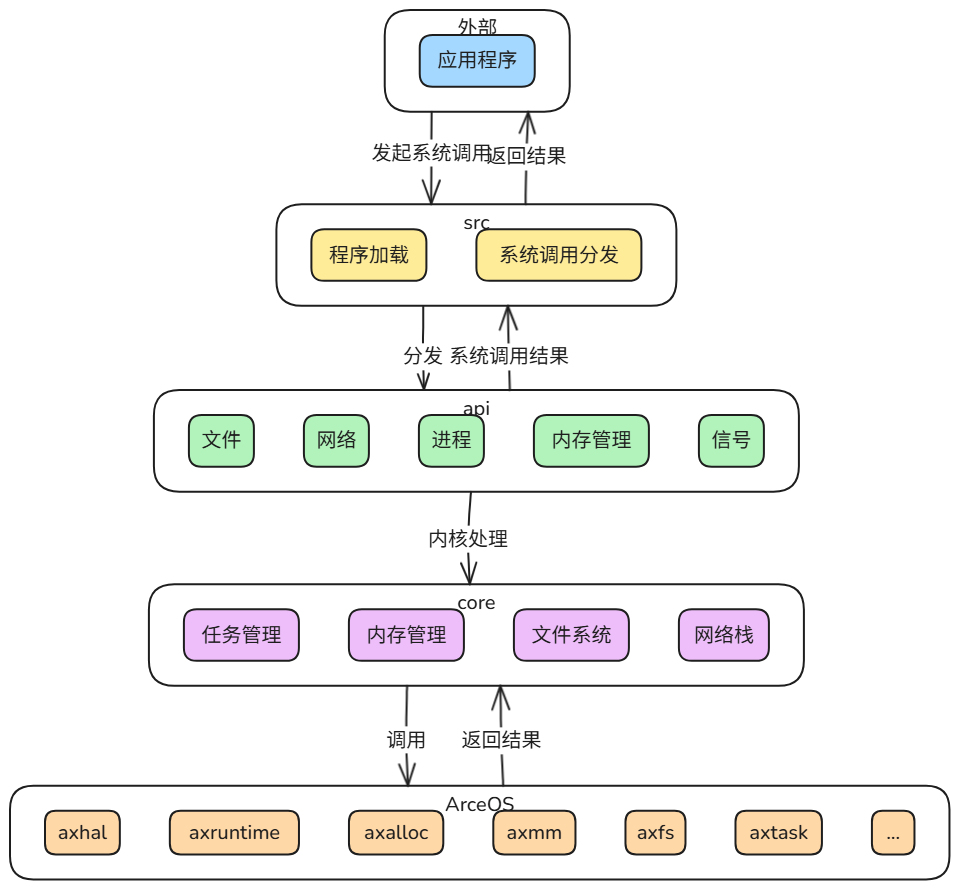 外部
应用程序
发起系统调用
返回结果
src
程序加载
系统调用分发
分发
系统调用结果
api
文件
网络
进程
内存管理
信号
内核处理
core
任务管理
内存管理
文件系统
网络栈
调用
返回结果
ArceOS
axhal
axruntime
axalloc
axmm
axfs
axtask
...